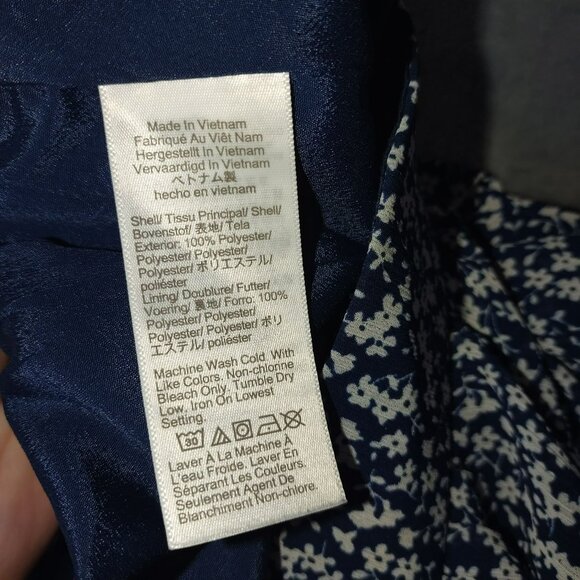 Made In Vietnam
Fabriqué Au Viêt Nam
Hergestellt In Vietnam
Vervaardigd In Vietnam
ベトナム製
hecho en vietnam
Shell/ Tissu Principal/ Shell/
Bovenstof/ 表地/ Tela
Exterior: 100% Polyester/
Polyester/ Polyester/
Polyester/ ポリエステル/
poliéster
Lining/ Doublure/ Futter/
Voering/ 裏地/ Forro: 100%
Polyester/ Polyester/
Polyester/ Polyester/ ポリ
エステル/ poliéster
Machine Wash Cold. With
Like Colors. Non-chlorine
Bleach Only. Tumble Dry
Low. Iron On Lowest
Setting.
30
Laver À La Machine À
L'eau Froide. Laver En
Séparant Les Couleurs.
Seulement Agent De
Blanchiment Non-chlore.